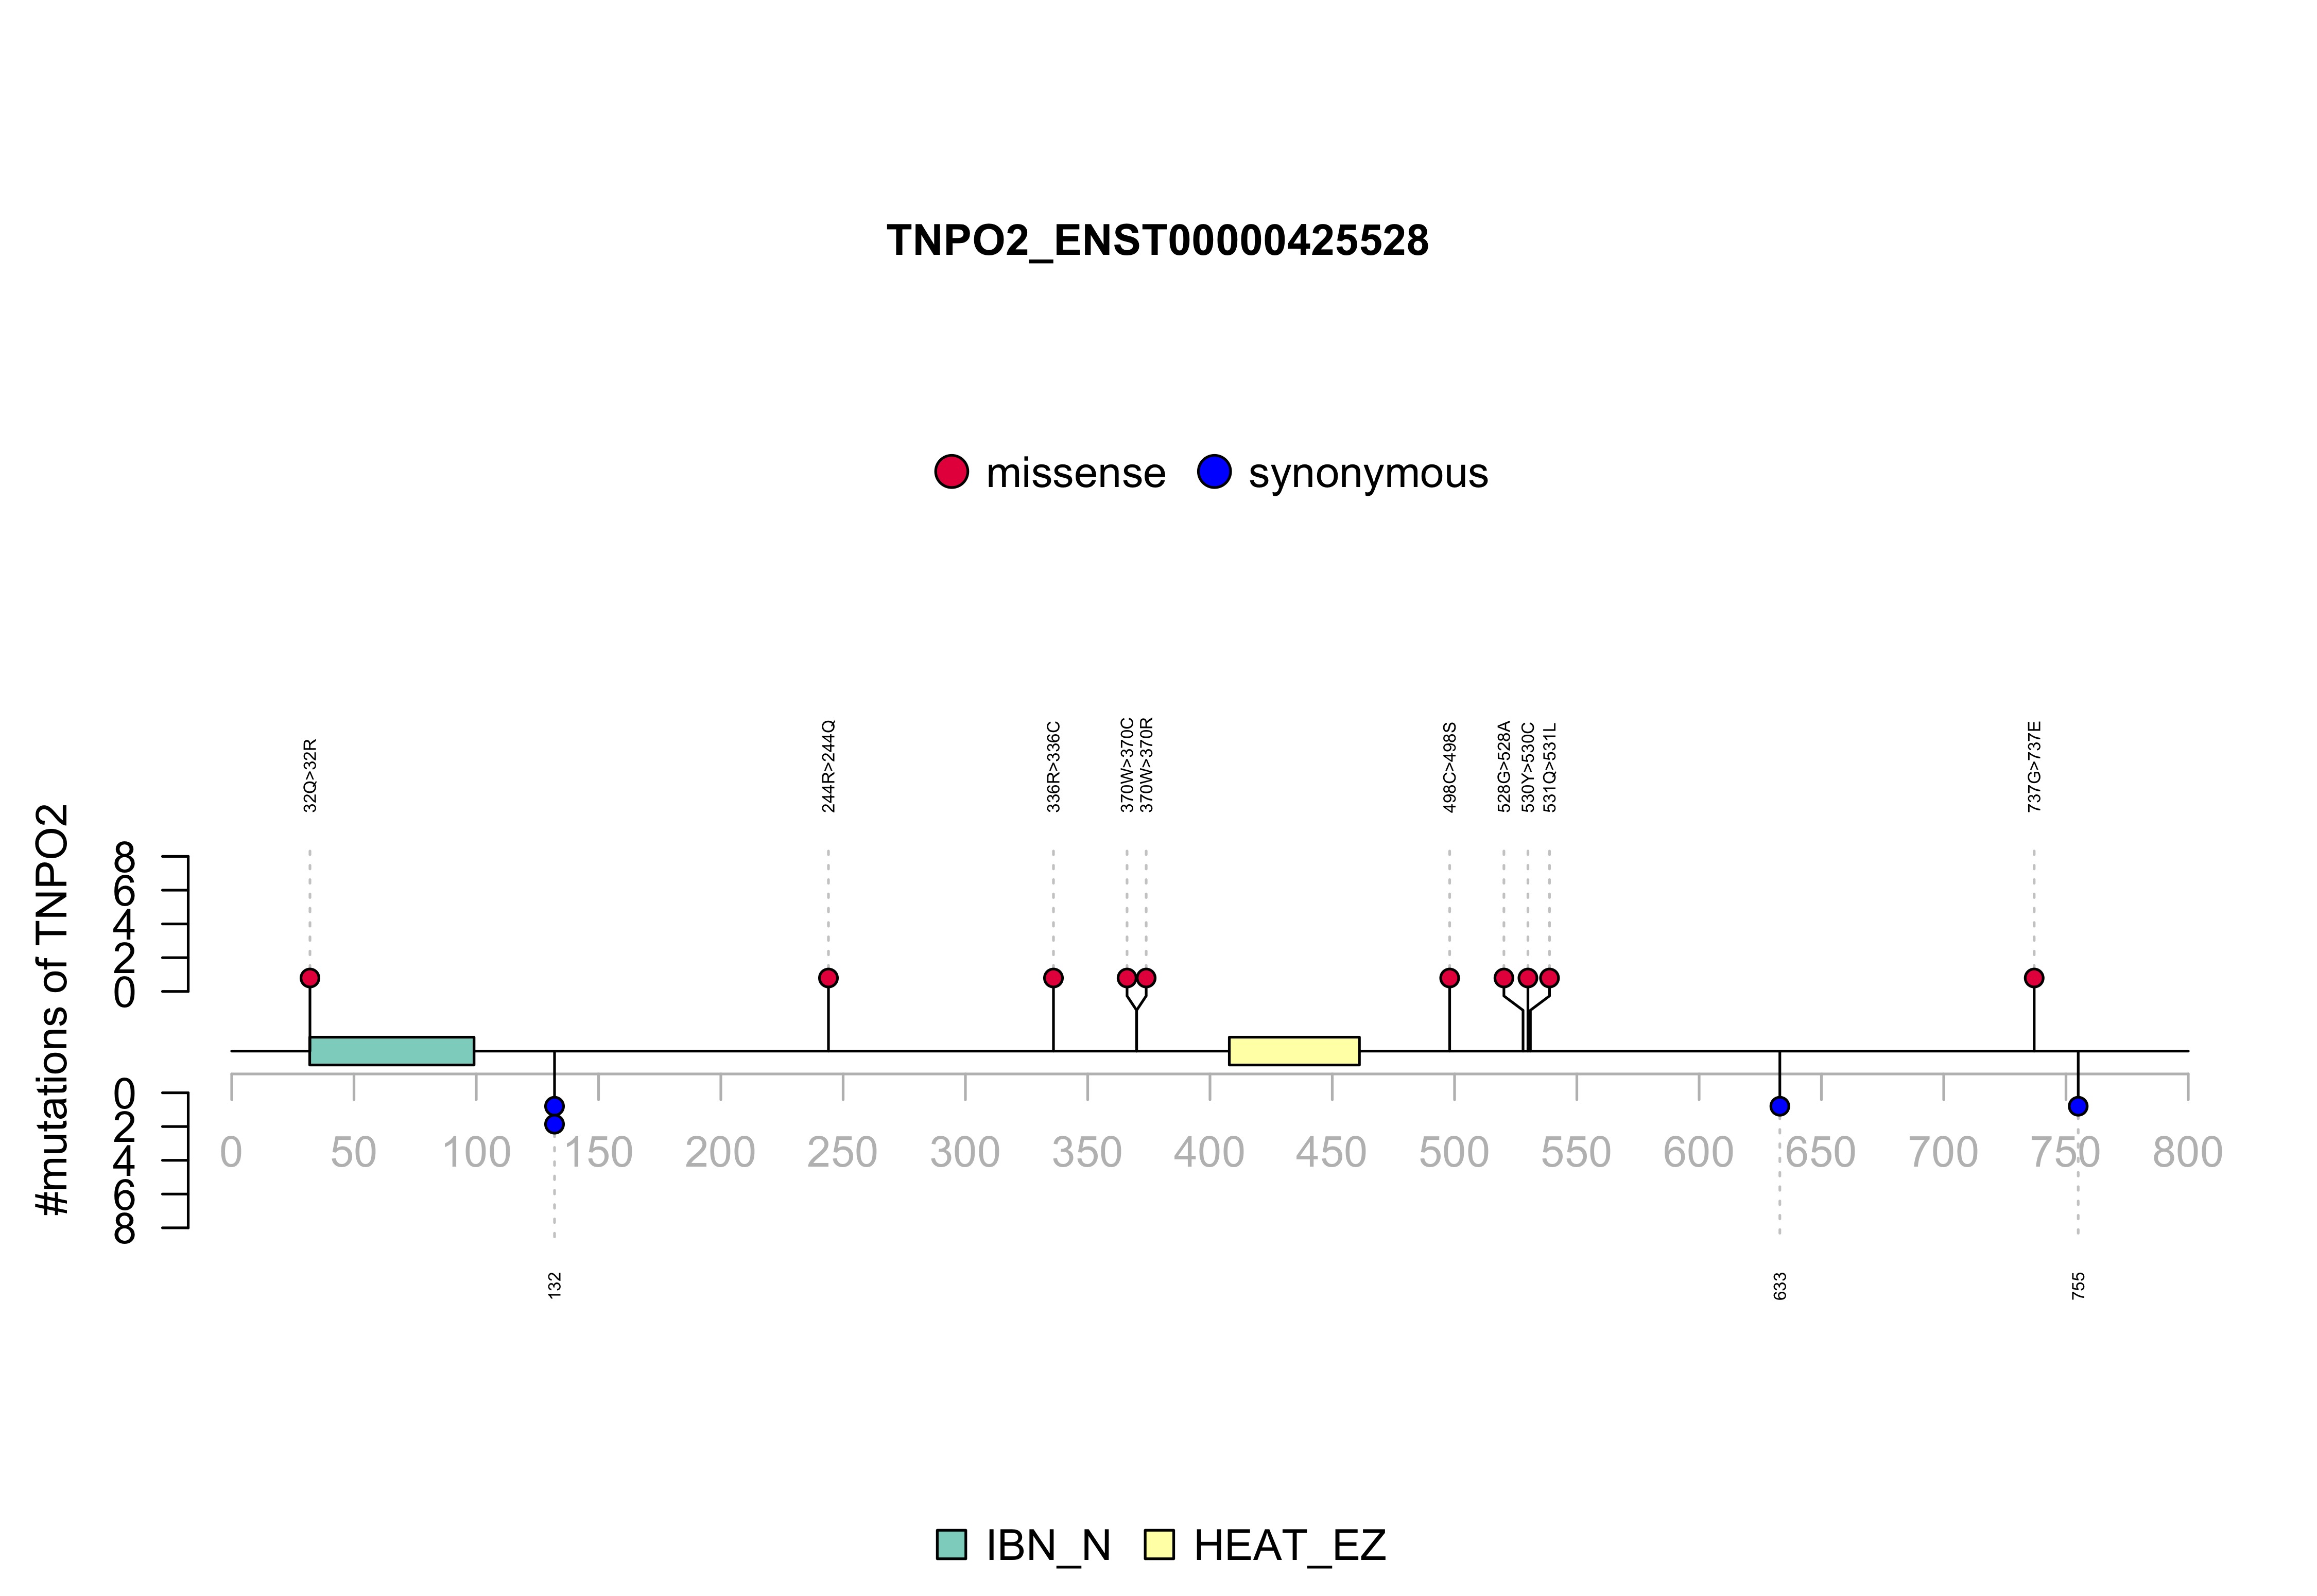 TNPO2_ENST00000425528
missense synonymous
32Q>32R
244R>244Q
336R>336C
370W>370C
370W>370R
498C>498S
528G>528A
530Y>530C
531Q>531L
737G>737E
#mutations of TNPO2
8
6
4
2
0
0
2
4
6
8
0 50 100 150 200 250 300 350 400 450 500 550 600 650 700 750 800
132
633
755
IBN_N HEAT_EZ